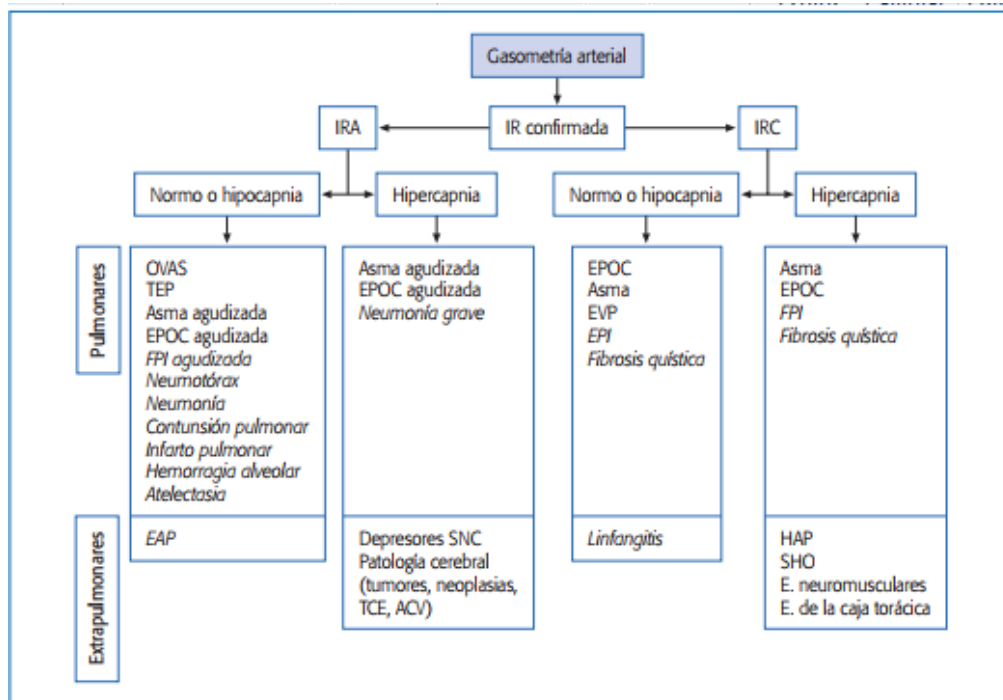 Gasometría arterial
IRA
IR confirmada
IRC
Normo o hipocapnia
Hipercapnia
Normo o hipocapnia
Hipercapnia
Pulmonares
OVAS
TEP
Asma agudizada
EPOC agudizada
FPI agudizada
Neumotórax
Neumonía
Contunsión pulmonar
Infarto pulmonar
Hemorragia alveolar
Atelectasia
Asma agudizada
EPOC agudizada
Neumonía grave
EPOC
Asma
EVP
EPI
Fibrosis quística
Asma
EPOC
FPI
Fibrosis quística
Extrapulmonares
EAP
Depresores SNC
Patología cerebral
(tumores, neoplasias,
TCE, ACV)
Linfangitis
HAP
SHO
E. neuromusculares
E. de la caja torácica